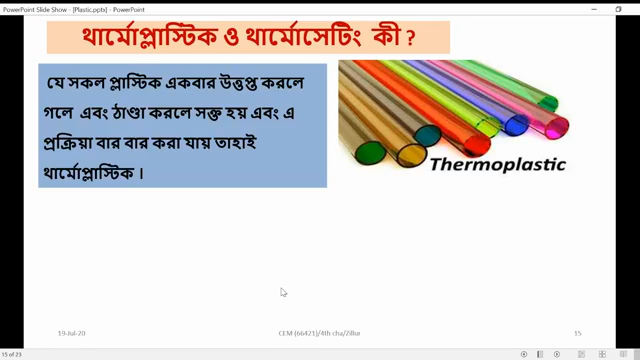 PowerPoint Slide Show - [Plastic.pptx] - PowerPoint
থার্মোপ্লাস্টিক ও থার্মোসেটিং কী ?
যে সকল প্লাস্টিক একবার উত্তপ্ত করলে
গলে এবং ঠাণ্ডা করলে সক্ত হয় এবং এ
প্রক্রিয়া বার বার করা যায় তাহাই
থার্মোপ্লাস্টিক ।
Thermoplastic
19-Jul-20
CEM (66421)/4th cha/Zillur
15
15 of 23